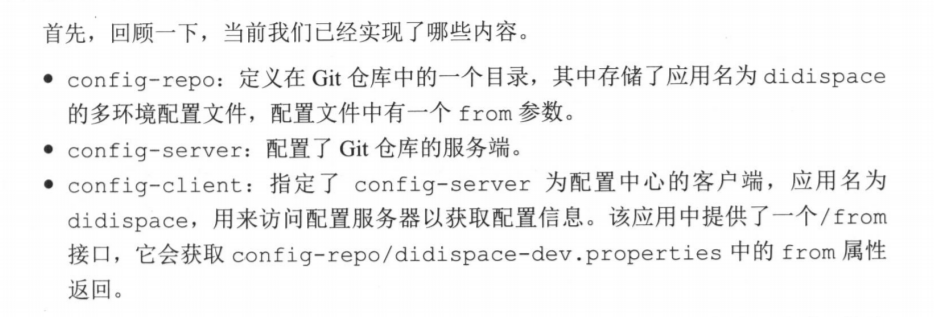 首先，回顾一下，当前我们已经实现了哪些内容。
● config-repo：定义在 Git 仓库中的一个目录，其中存储了应用名为 didispace
的多环境配置文件，配置文件中有一个 from 参数。
● config-server：配置了 Git 仓库的服务端。
● config-client：指定了 config-server 为配置中心的客户端，应用名为
didispace，用来访问配置服务器以获取配置信息。该应用中提供了一个/from
接口，它会获取 config-repo/didispace-dev.properties 中的 from 属性
返回。